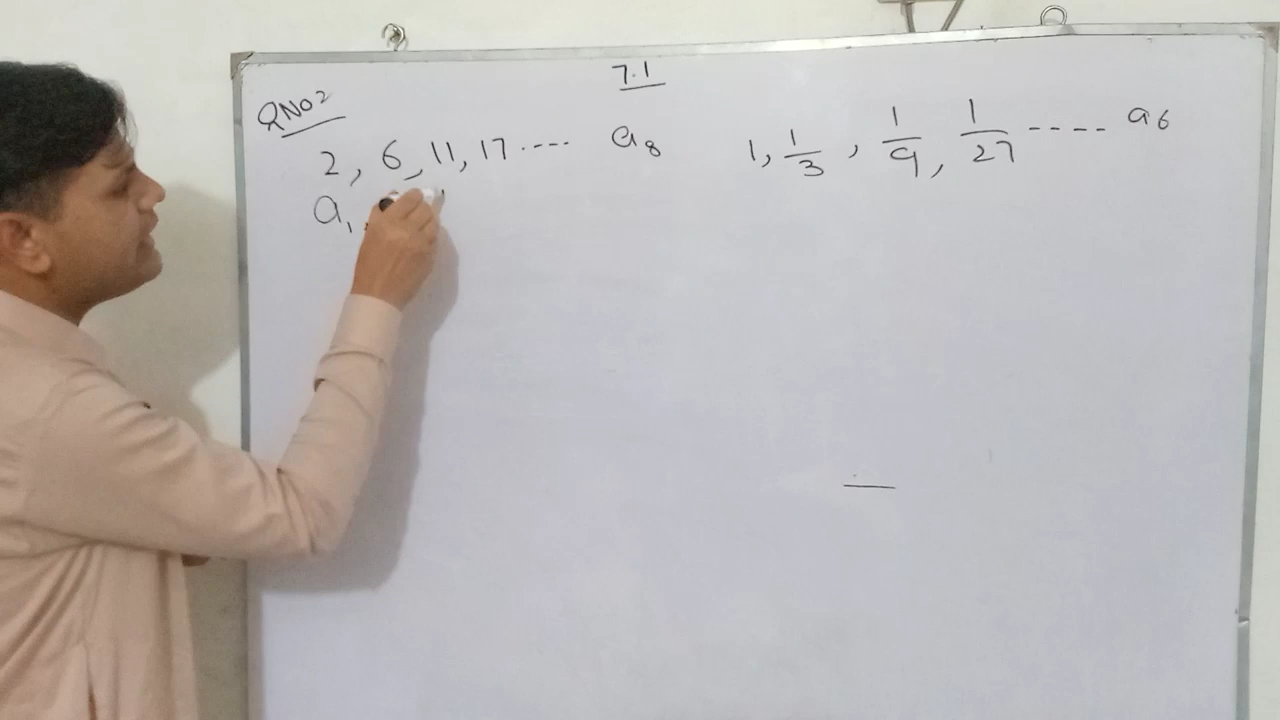 7.1
QNO2
2, 6, 11, 17 ---- a8
a1,
1, 1/3, 1/9, 1/27 ---- a6